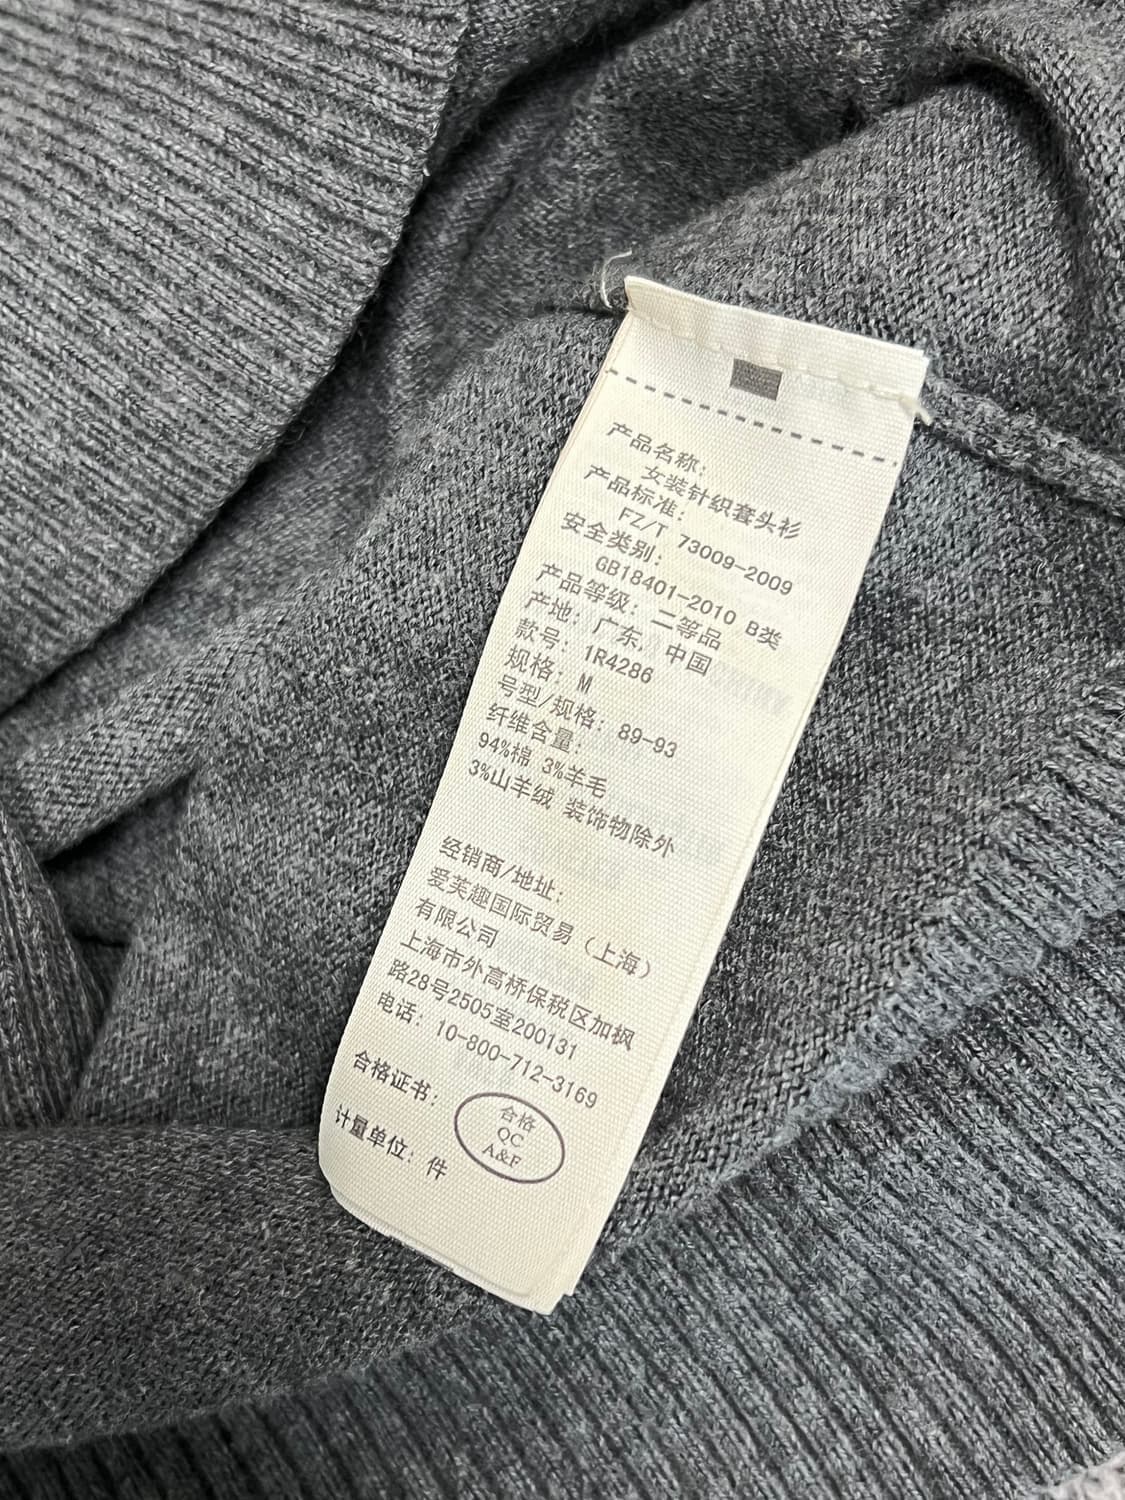 产品名称:
女装针织套头衫
产品标准:
FZ/T 73009-2009
安全类别:
GB18401-2010 B类
产品等级: 二等品
产地: 广东, 中国
款号: 1R4286
规格: M
号型/规格: 89-93
纤维含量:
94%棉 3%羊毛
3%山羊绒 装饰物除外
经销商/地址:
爱芙趣国际贸易（上海）
有限公司
上海市外高桥保税区加枫
路28号2505室200131
电话: 10-800-712-3169
合格证书:
合格
QC
A&F
计量单位: 件